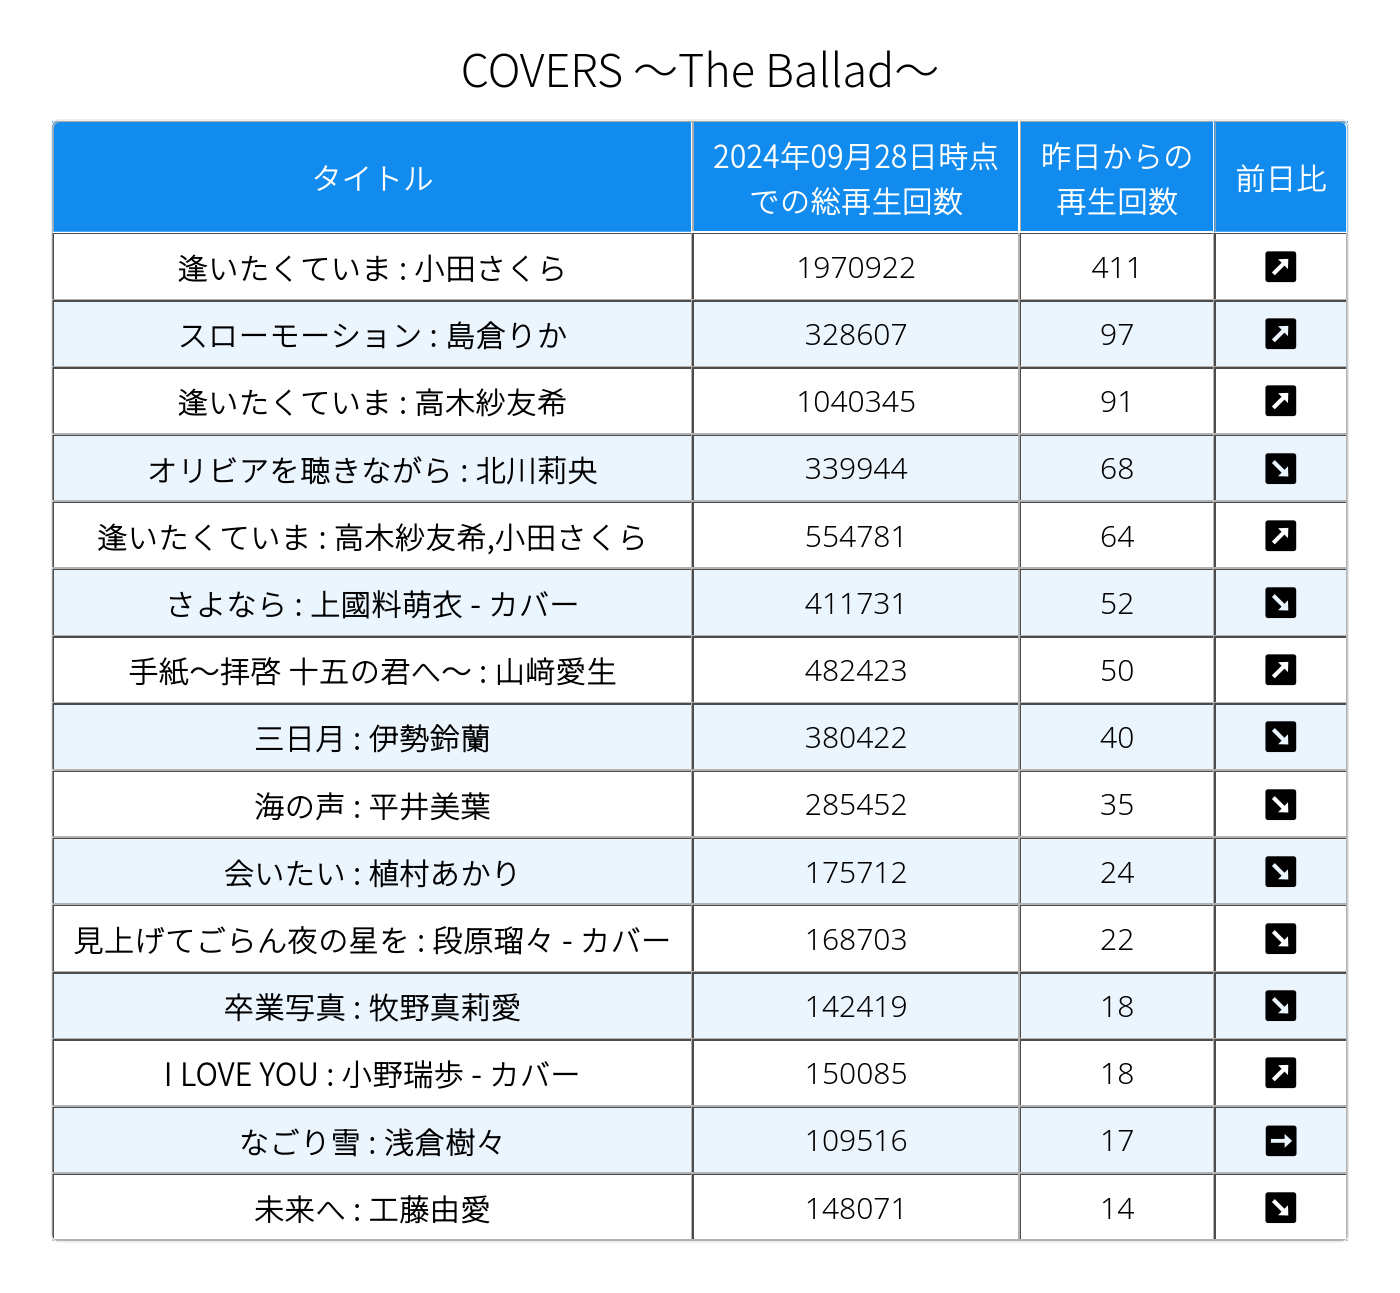 COVERS ～The Ballad～
タイトル
2024年09月28日時点
での総再生回数
昨日からの
再生回数
前日比
逢いたくていま : 小田さくら 1970922 411 ↗
スローモーション : 島倉りか 328607 97 ↗
逢いたくていま : 高木紗友希 1040345 91 ↗
オリビアを聴きながら : 北川莉央 339944 68 ↘
逢いたくていま : 高木紗友希,小田さくら 554781 64 ↗
さよなら : 上國料萌衣 - カバー 411731 52 ↘
手紙～拝啓 十五の君へ～ : 山﨑愛生 482423 50 ↗
三日月 : 伊勢鈴蘭 380422 40 ↘
海の声 : 平井美葉 285452 35 ↘
会いたい : 植村あかり 175712 24 ↘
見上げてごらん夜の星を : 段原瑠々 - カバー 168703 22 ↘
卒業写真 : 牧野真莉愛 142419 18 ↘
I LOVE YOU : 小野瑞歩 - カバー 150085 18 ↗
なごり雪 : 浅倉樹々 109516 17 →
未来へ : 工藤由愛 148071 14 ↘